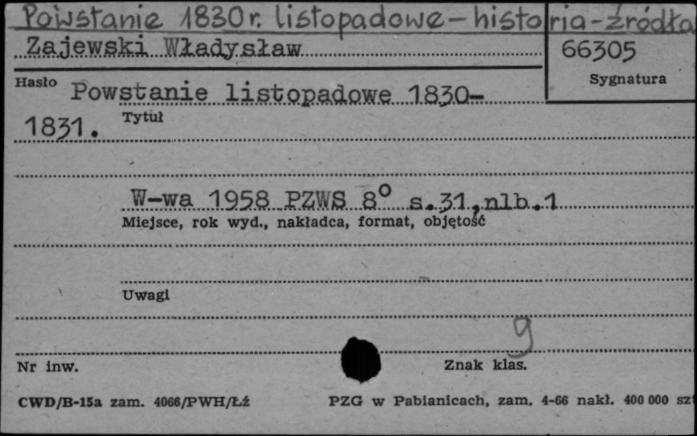 Powstanie 1830 r. listopadowe - historia - źródła
Zajewski Władysław
66305
Sygnatura
Hasło
Powstanie listopadowe 1830-
1831.
Tytuł
W-wa 1958 PZWS 8° s.31,nlb.1
Miejsce, rok wyd., nakładca, format, objętość
Uwagi
9
Nr inw.
Znak klas.
CWD/B-15a zam. 4066/PWH/Łź
PZG w Pabianicach, zam. 4-66 nakł. 400 000 szt